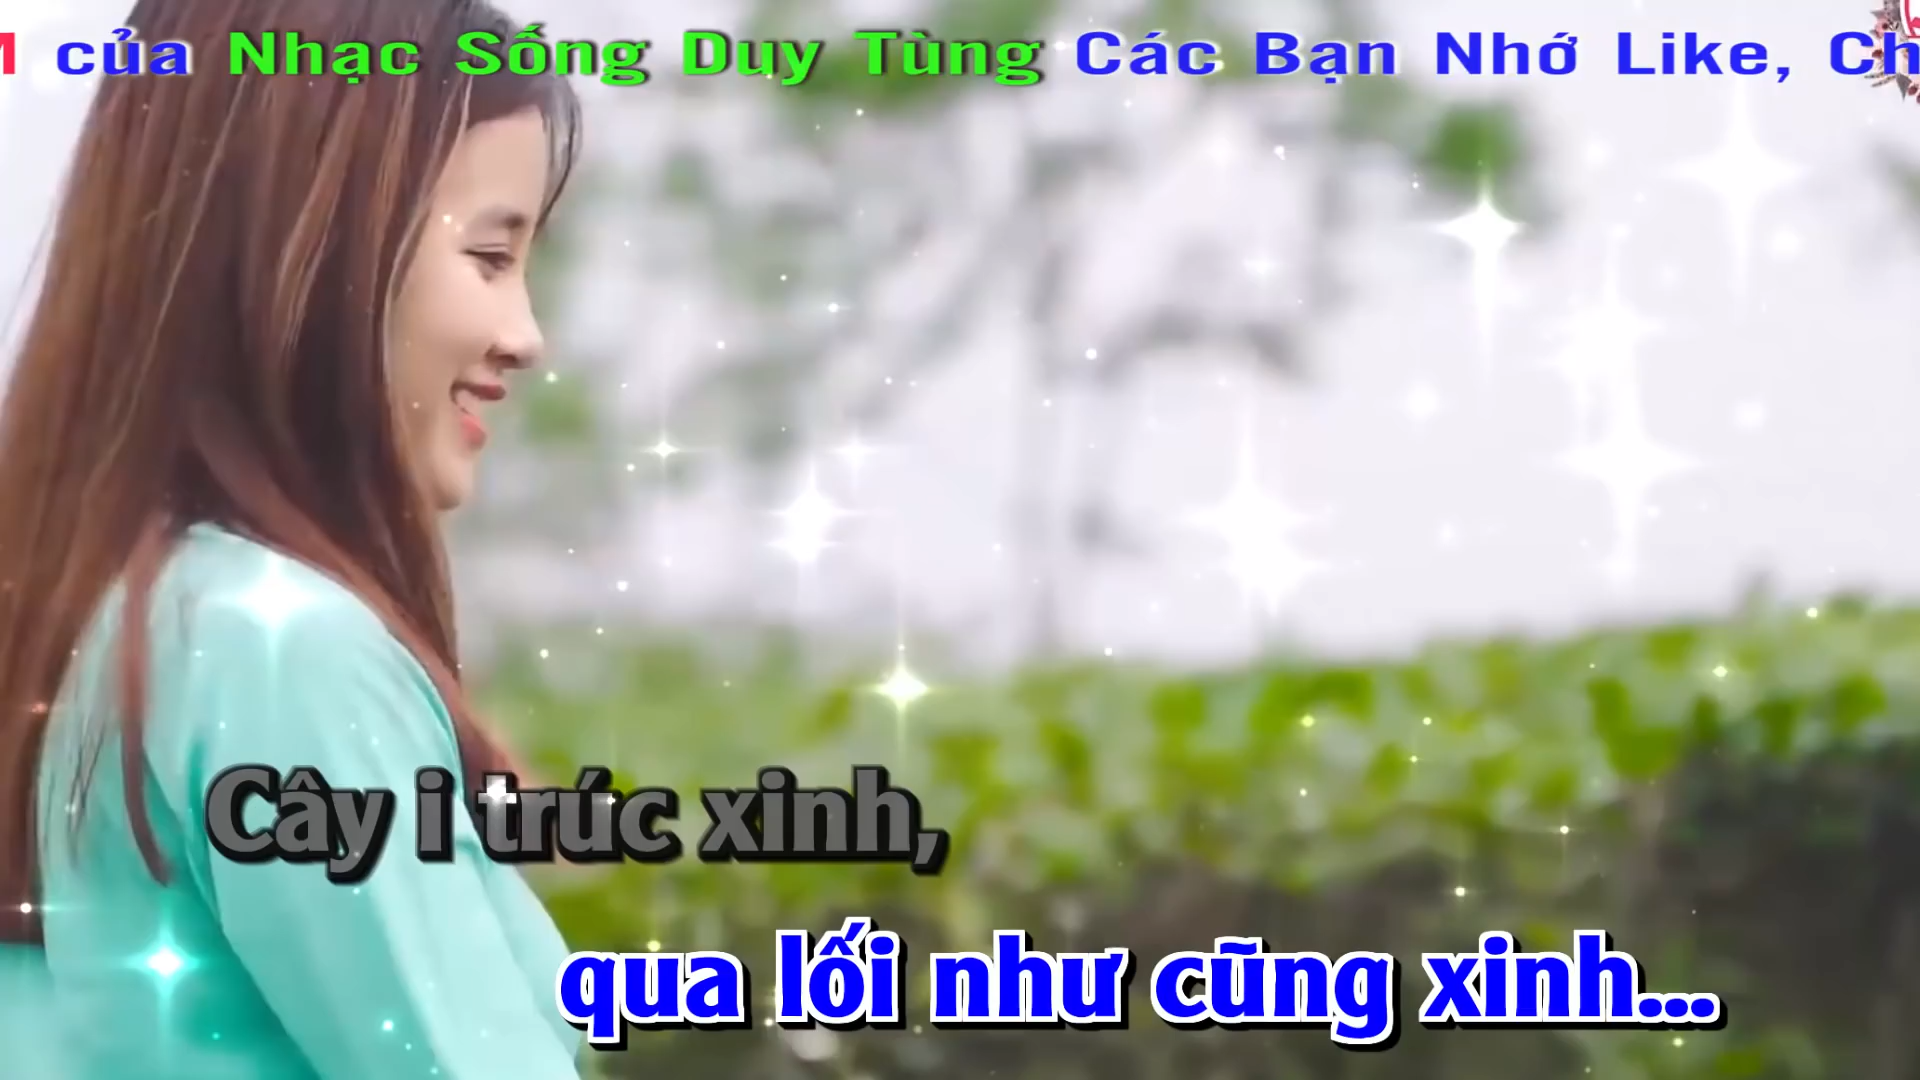 của Nhạc Sống Duy Tùng Các Bạn Nhớ Like, Ch
Cây i trúc xinh,
qua lối như cũng xinh...